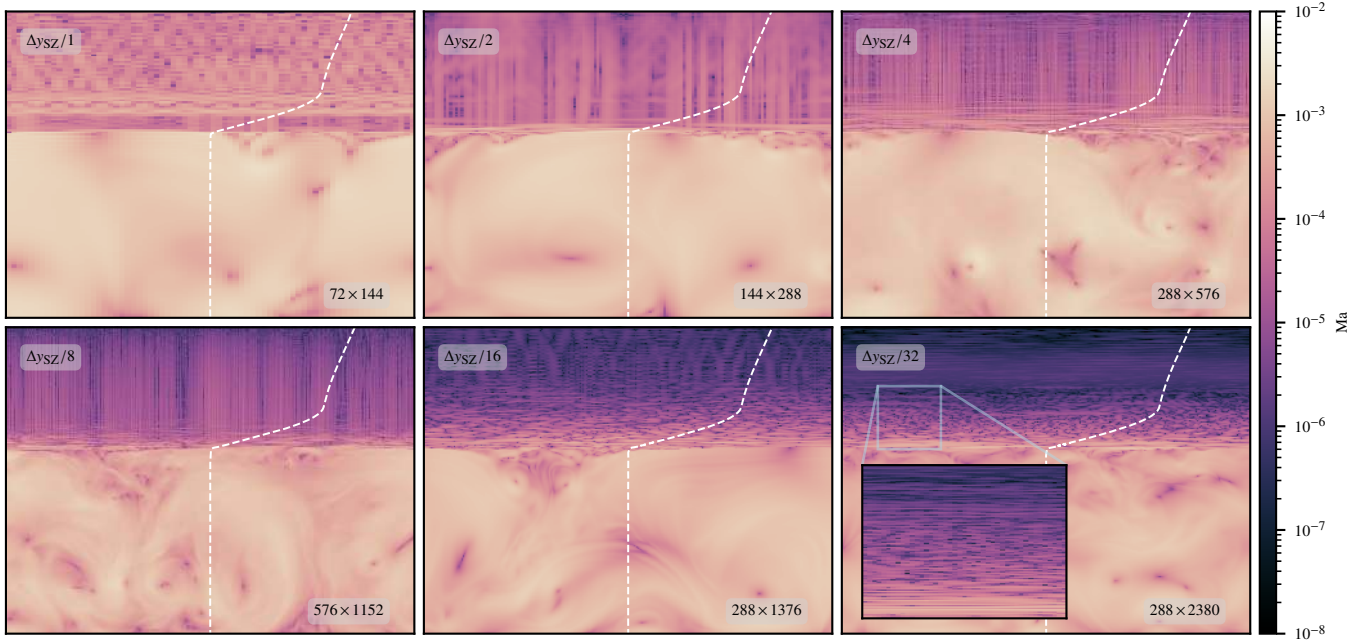 Δy_SZ/1
Δy_SZ/2
Δy_SZ/4
72×144
144×288
288×576
Δy_SZ/8
Δy_SZ/16
Δy_SZ/32
576×1152
288×1376
288×2380
10⁻²
10⁻³
10⁻⁴
10⁻⁵
10⁻⁶
10⁻⁷
10⁻⁸
Ma